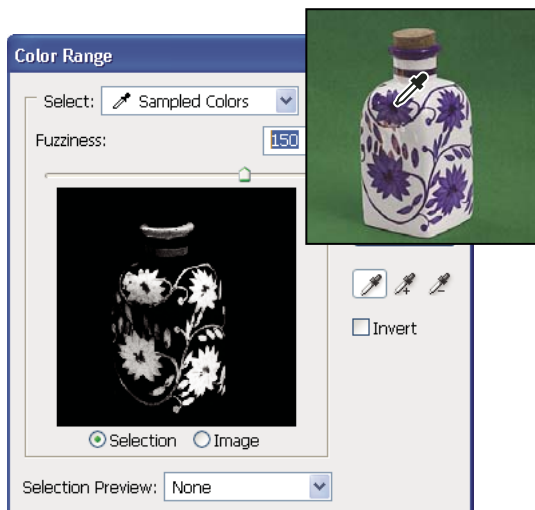 Color Range
Select: Sampled Colors
Fuzziness: 150
Invert
Selection Image
Selection Preview: None